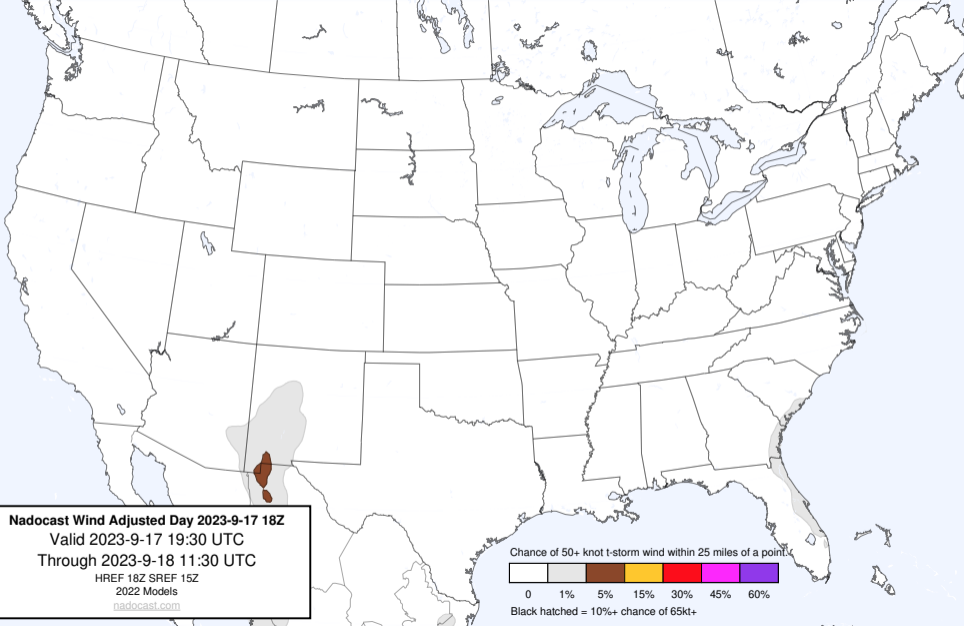 Nadocast Wind Adjusted Day 2023-9-17 18Z
Valid 2023-9-17 19:30 UTC
Through 2023-9-18 11:30 UTC
HREF 18Z SREF 15Z
2022 Models
nadocast.com
Chance of 50+ knot t-storm wind within 25 miles of a point.
0 1% 5% 15% 30% 45% 60%
Black hatched = 10%+ chance of 65kt+